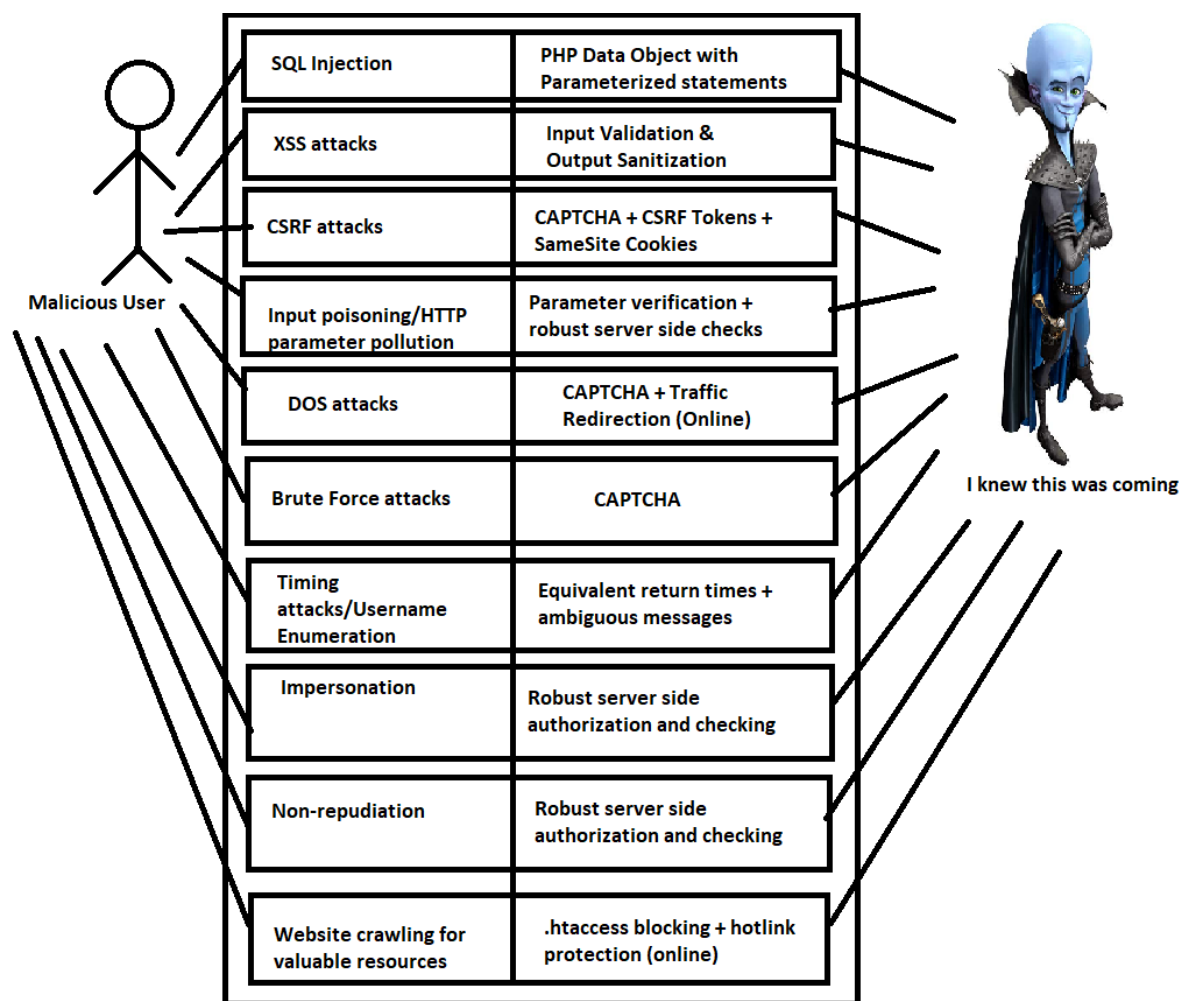 SQL Injection
PHP Data Object with
Parameterized statements
XSS attacks
Input Validation &
Output Sanitization
CSRF attacks
CAPTCHA + CSRF Tokens +
SameSite Cookies
Malicious User
Input poisoning/HTTP
parameter pollution
Parameter verification +
robust server side checks
DOS attacks
CAPTCHA + Traffic
Redirection (Online)
Brute Force attacks
CAPTCHA
I knew this was coming
Timing
attacks/Username
Enumeration
Equivalent return times +
ambiguous messages
Impersonation
Robust server side
authorization and checking
Non-repudiation
Robust server side
authorization and checking
Website crawling for
valuable resources
.htaccess blocking + hotlink
protection (online)